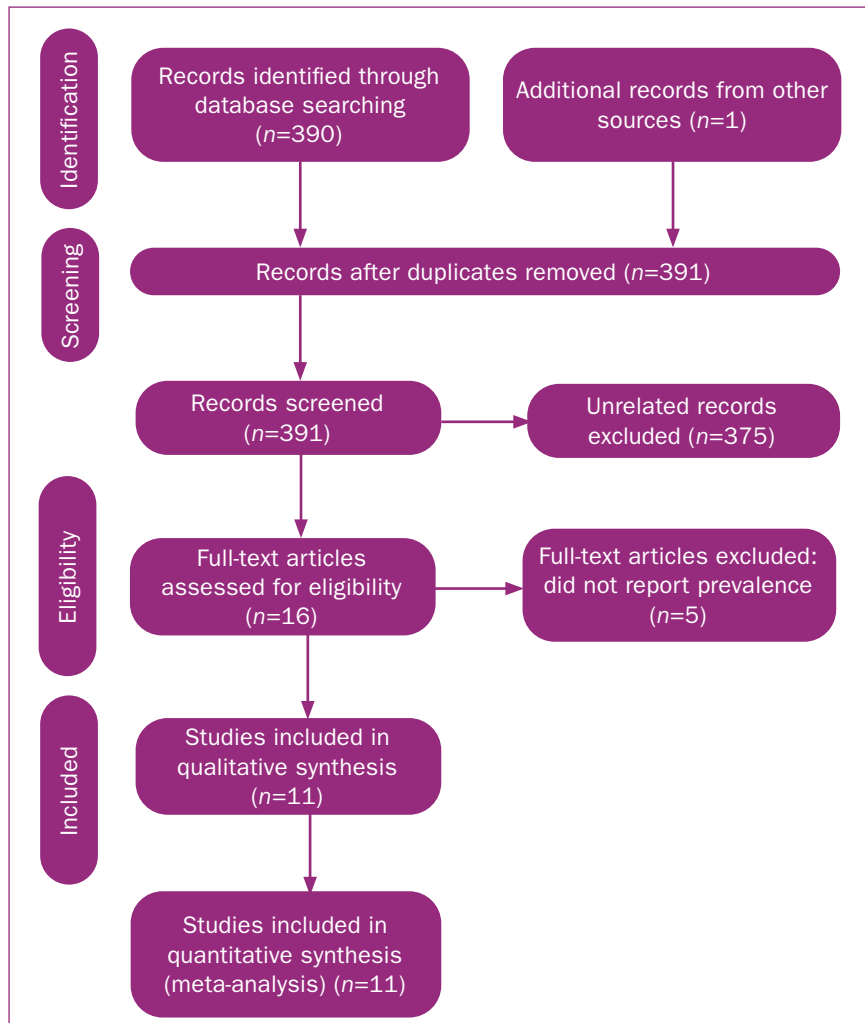 Identification
Records identified through
database searching
(n=390)
Additional records from other
sources (n=1)
Screening
Records after duplicates removed (n=391)
Records screened
(n=391)
Unrelated records
excluded (n=375)
Eligibility
Full-text articles
assessed for eligibility
(n=16)
Full-text articles excluded:
did not report prevalence
(n=5)
Included
Studies included in
qualitative synthesis
(n=11)
Studies included in
quantitative synthesis
(meta-analysis) (n=11)